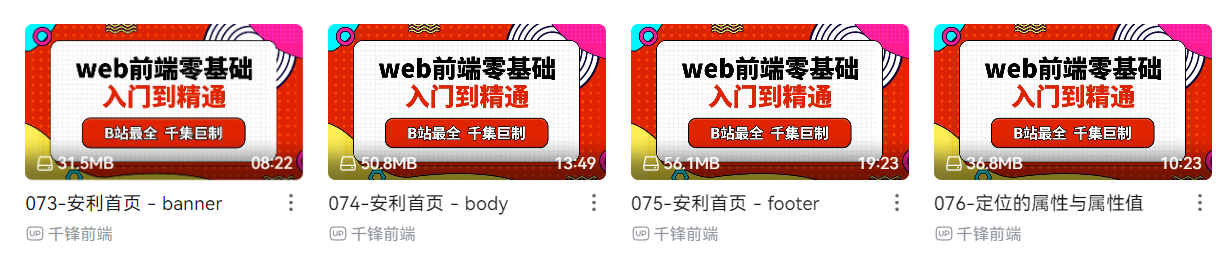 web前端零基础
入门到精通
B站最全 千集巨制
31.5MB 08:22
073-安利首页 - banner
UP 千锋前端
web前端零基础
入门到精通
B站最全 千集巨制
50.8MB 13:49
074-安利首页 - body
UP 千锋前端
web前端零基础
入门到精通
B站最全 千集巨制
56.1MB 19:23
075-安利首页 - footer
UP 千锋前端
web前端零基础
入门到精通
B站最全 千集巨制
36.8MB 10:23
076-定位的属性与属性值
UP 千锋前端